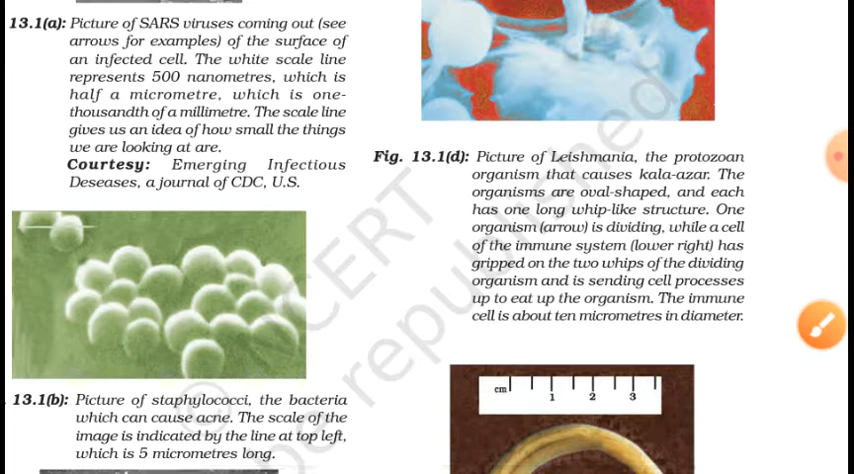 13.1(a): Picture of SARS viruses coming out (see
arrows for examples) of the surface of
an infected cell. The white scale line
represents 500 nanometres, which is
half a micrometre, which is one-
thousandth of a millimetre. The scale line
gives us an idea of how small the things
we are looking at are.
Courtesy: Emerging Infectious
Deseases, a journal of CDC, U.S.
13.1(b): Picture of staphylococci, the bacteria
which can cause acne. The scale of the
image is indicated by the line at top left,
which is 5 micrometres long.
Fig. 13.1(d): Picture of Leishmania, the protozoan
organism that causes kala-azar. The
organisms are oval-shaped, and each
has one long whip-like structure. One
organism (arrow) is dividing, while a cell
of the immune system (lower right) has
gripped on the two whips of the dividing
organism and is sending cell processes
up to eat up the organism. The immune
cell is about ten micrometres in diameter.
cm 1 2 3
© NCERT
be republished